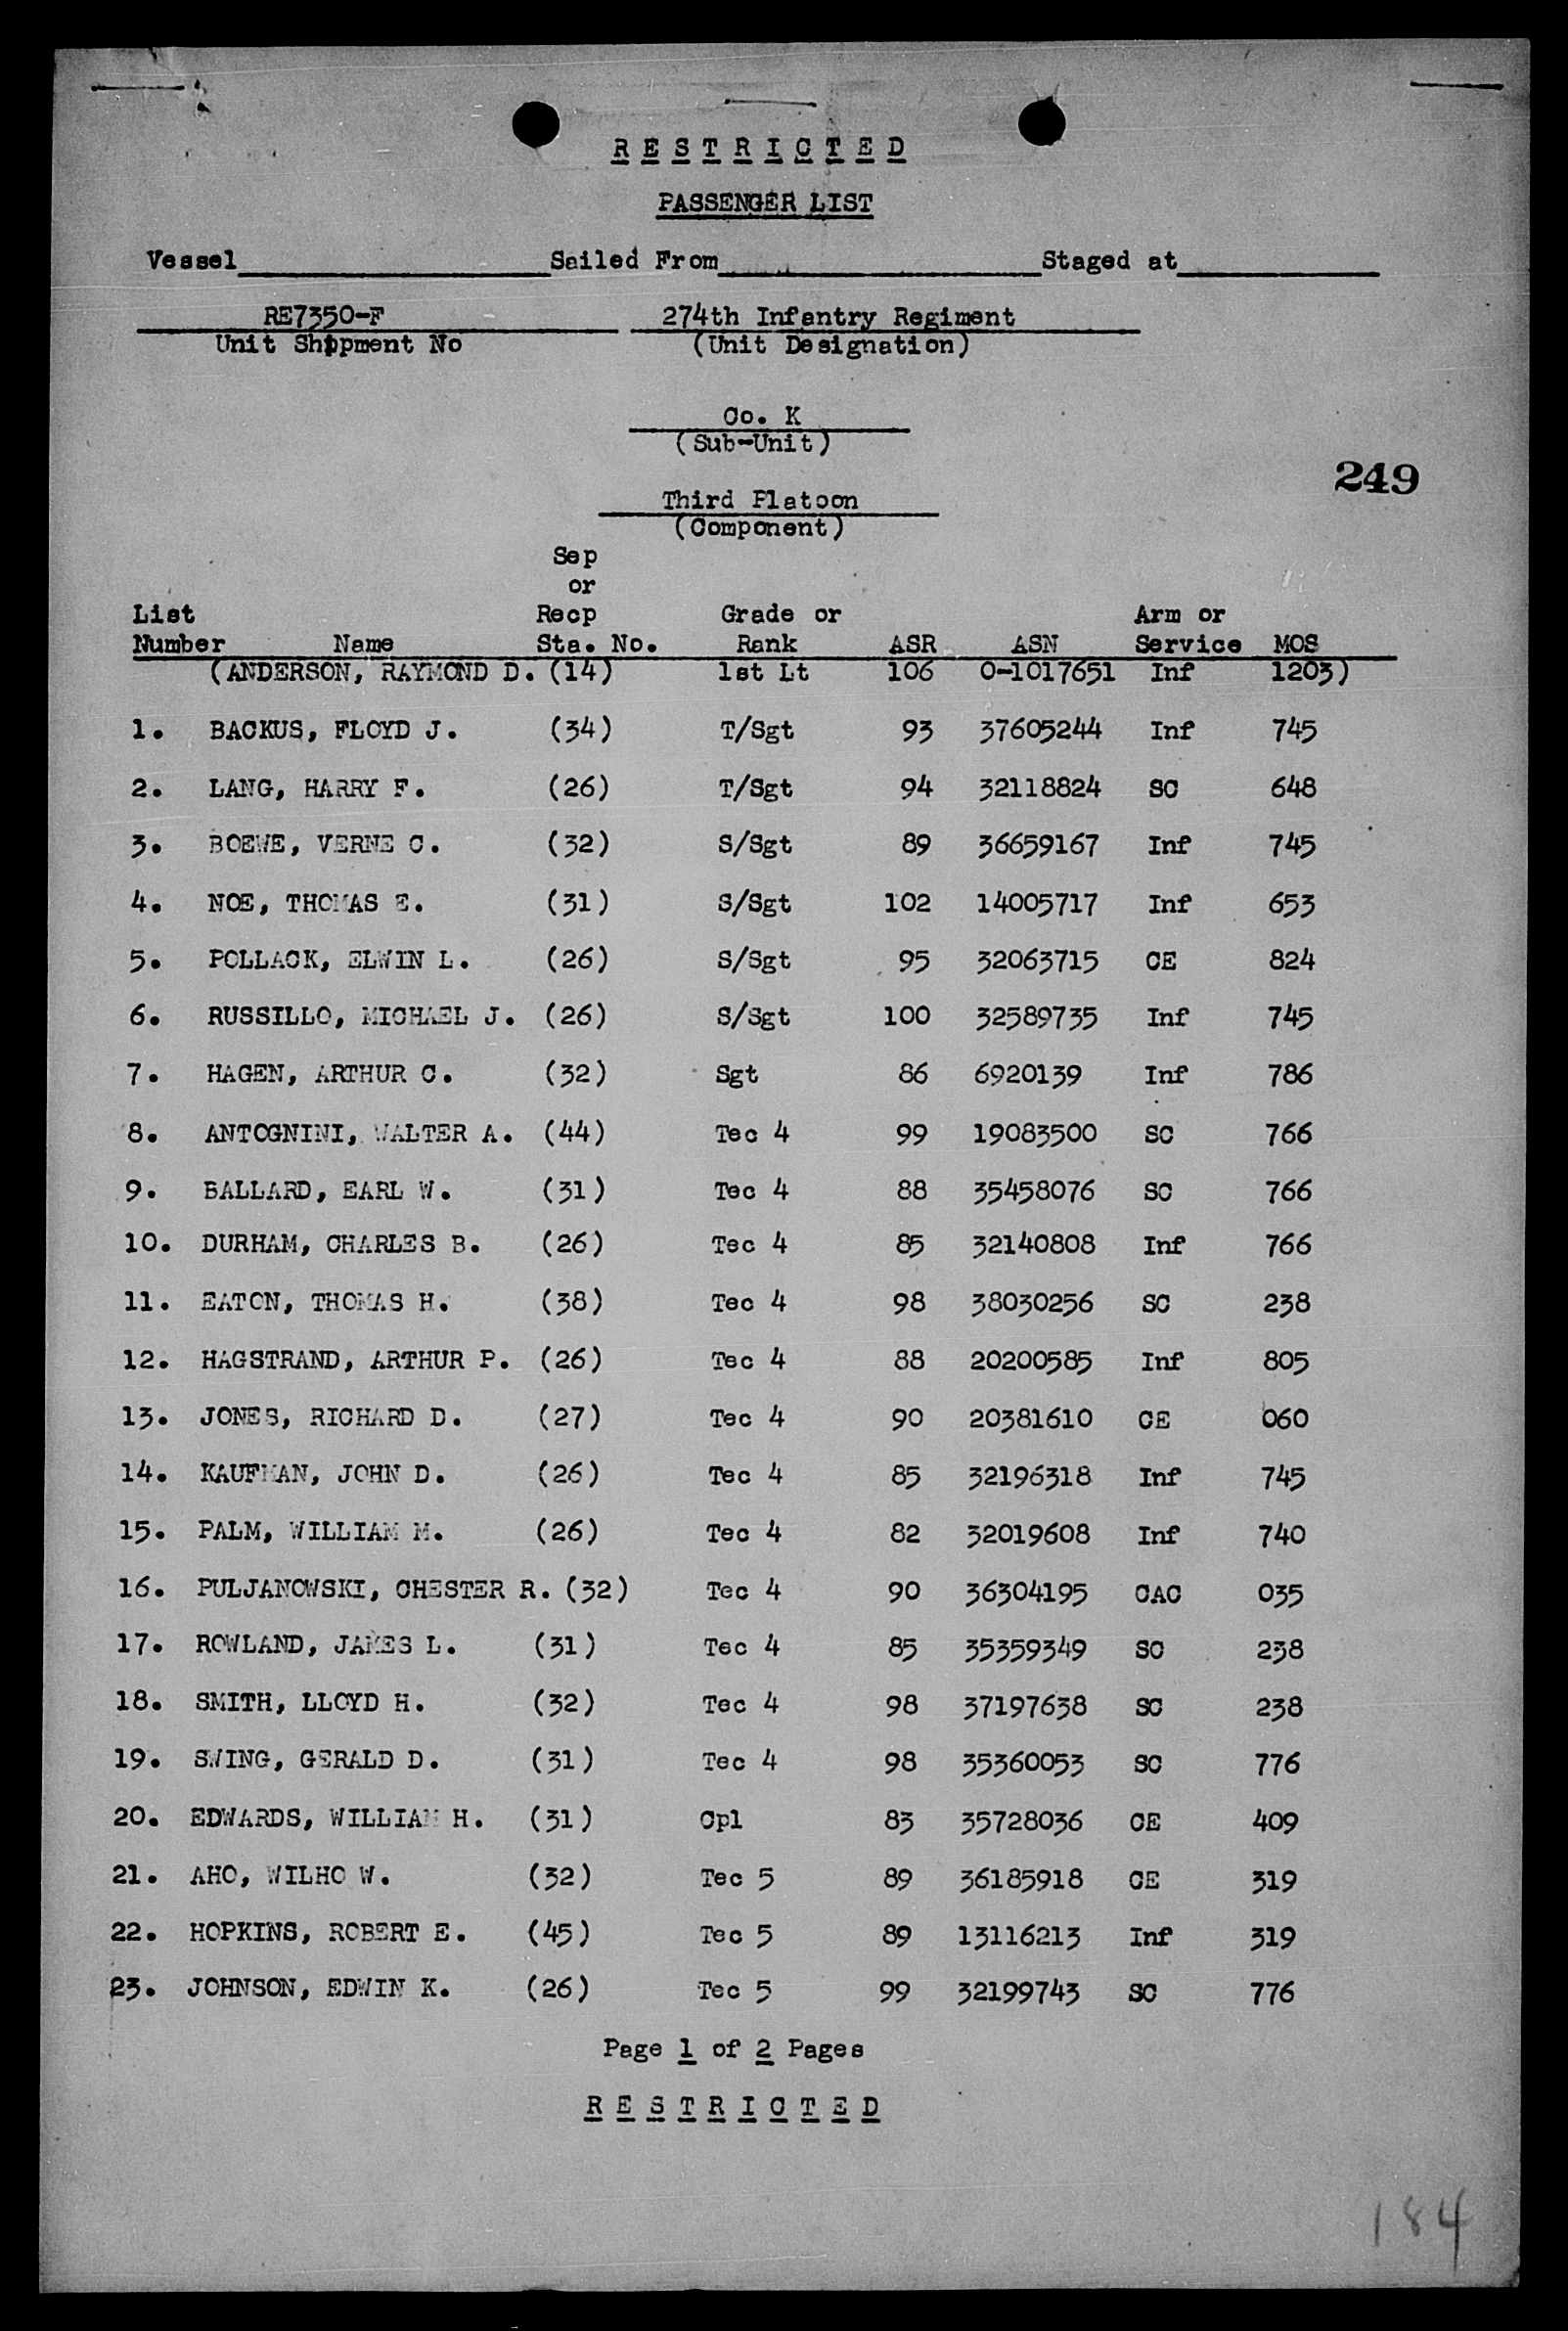 RESTRICTED
PASSENGER LIST
Vessel Sailed From Staged at
RE7350-F 274th Infantry Regiment
Unit Shipment No (Unit Designation)
Co. K
(Sub-Unit)
249
Third Platoon
(Component)
Sep
or
List Recp Grade or Arm or
Number Name Sta. No. Rank ASR ASN Service MOS
(ANDERSON, RAYMOND D. (14) 1st Lt 106 O-1017651 Inf 1203)
1. BACKUS, FLOYD J. (34) T/Sgt 93 37605244 Inf 745
2. LANG, HARRY F. (26) T/Sgt 94 32118824 SC 648
3. BOEWE, VERNE C. (32) S/Sgt 89 36659167 Inf 745
4. NOE, THOMAS E. (31) S/Sgt 102 14005717 Inf 653
5. POLLACK, ELWIN L. (26) S/Sgt 95 32063715 CE 824
6. RUSSILLO, MICHAEL J. (26) S/Sgt 100 32589735 Inf 745
7. HAGEN, ARTHUR C. (32) Sgt 86 6920139 Inf 786
8. ANTOGNINI, WALTER A. (44) Tec 4 99 19083500 SC 766
9. BALLARD, EARL W. (31) Tec 4 88 35458076 SC 766
10. DURHAM, CHARLES B. (26) Tec 4 85 32140808 Inf 766
11. EATON, THOMAS H. (38) Tec 4 98 38030256 SC 238
12. HAGSTRAND, ARTHUR P. (26) Tec 4 88 20200585 Inf 805
13. JONES, RICHARD D. (27) Tec 4 90 20381610 CE 060
14. KAUFMAN, JOHN D. (26) Tec 4 85 32196318 Inf 745
15. PALM, WILLIAM M. (26) Tec 4 82 32019608 Inf 740
16. PULJANOWSKI, CHESTER R. (32) Tec 4 90 36304195 CAC 035
17. ROWLAND, JAMES L. (31) Tec 4 85 35359349 SC 238
18. SMITH, LLOYD H. (32) Tec 4 98 37197638 SC 238
19. SWING, GERALD D. (31) Tec 4 98 35360053 SC 776
20. EDWARDS, WILLIAM H. (31) Cpl 83 35728036 CE 409
21. AHO, WILHO W. (32) Tec 5 89 36185918 CE 319
22. HOPKINS, ROBERT E. (45) Tec 5 89 13116213 Inf 319
23. JOHNSON, EDWIN K. (26) Tec 5 99 32199743 SC 776
Page 1 of 2 Pages
RESTRICTED
184